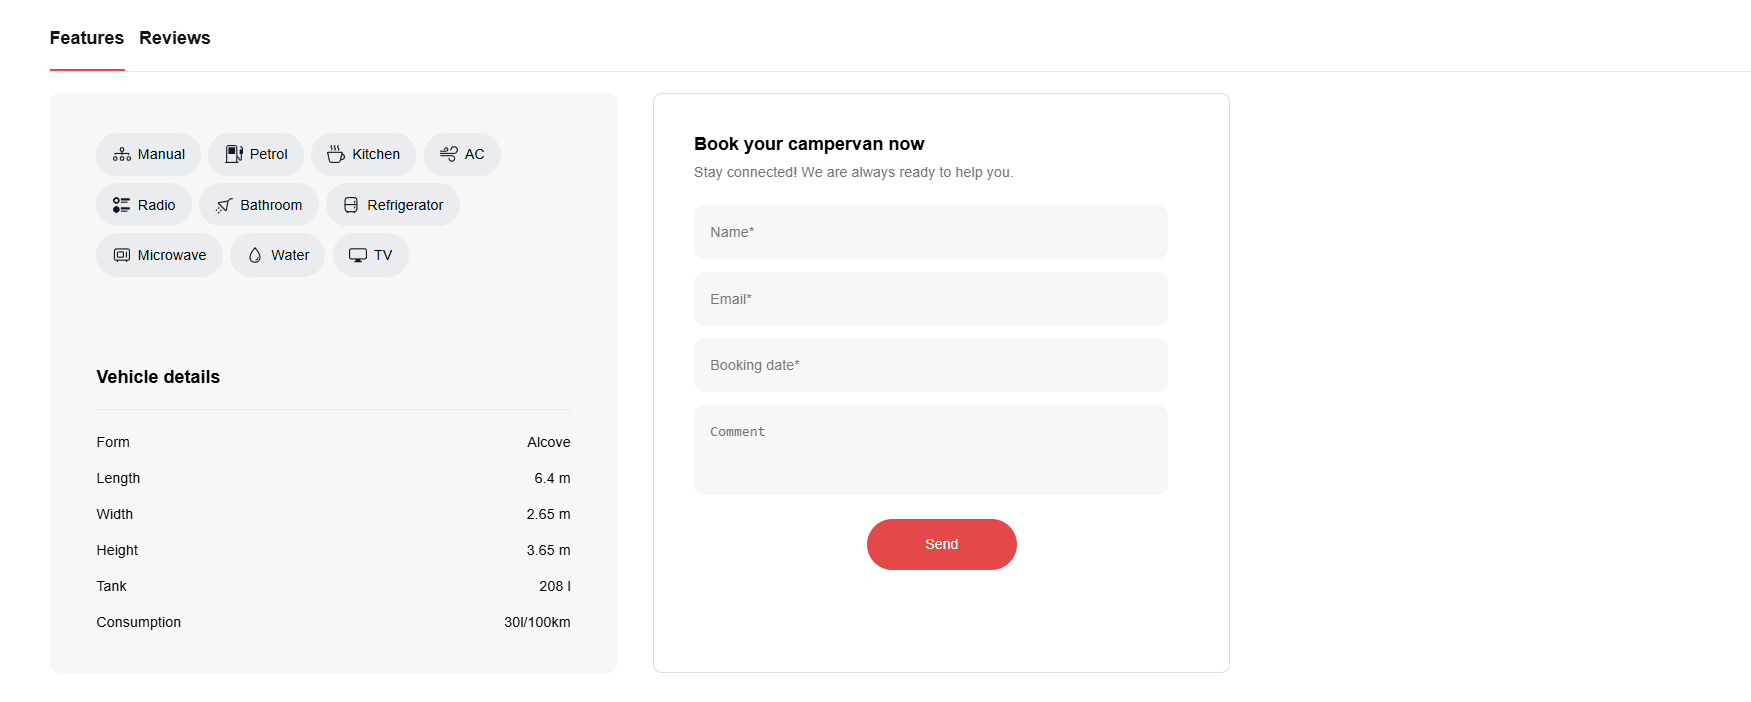 Features Reviews
Manual Petrol Kitchen AC
Radio Bathroom Refrigerator
Microwave Water TV
Vehicle details
Form Alcove
Length 6.4 m
Width 2.65 m
Height 3.65 m
Tank 208 l
Consumption 30l/100km
Book your campervan now
Stay connected! We are always ready to help you.
Name*
Email*
Booking date*
Comment
Send